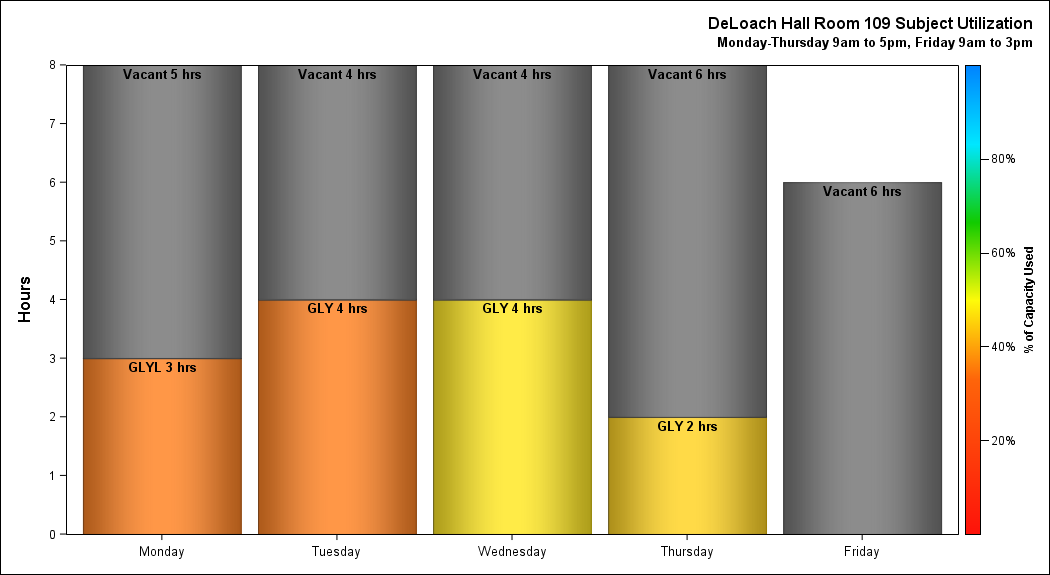 DeLoach Hall Room 109 Subject Utilization
Monday-Thursday 9am to 5pm, Friday 9am to 3pm
Hours
8
7
6
5
4
3
2
1
0
Vacant 5 hrs
Vacant 4 hrs
Vacant 4 hrs
Vacant 6 hrs
Vacant 6 hrs
GLYL 3 hrs
GLY 4 hrs
GLY 4 hrs
GLY 2 hrs
Monday
Tuesday
Wednesday
Thursday
Friday
80%
60%
40%
20%
% of Capacity Used